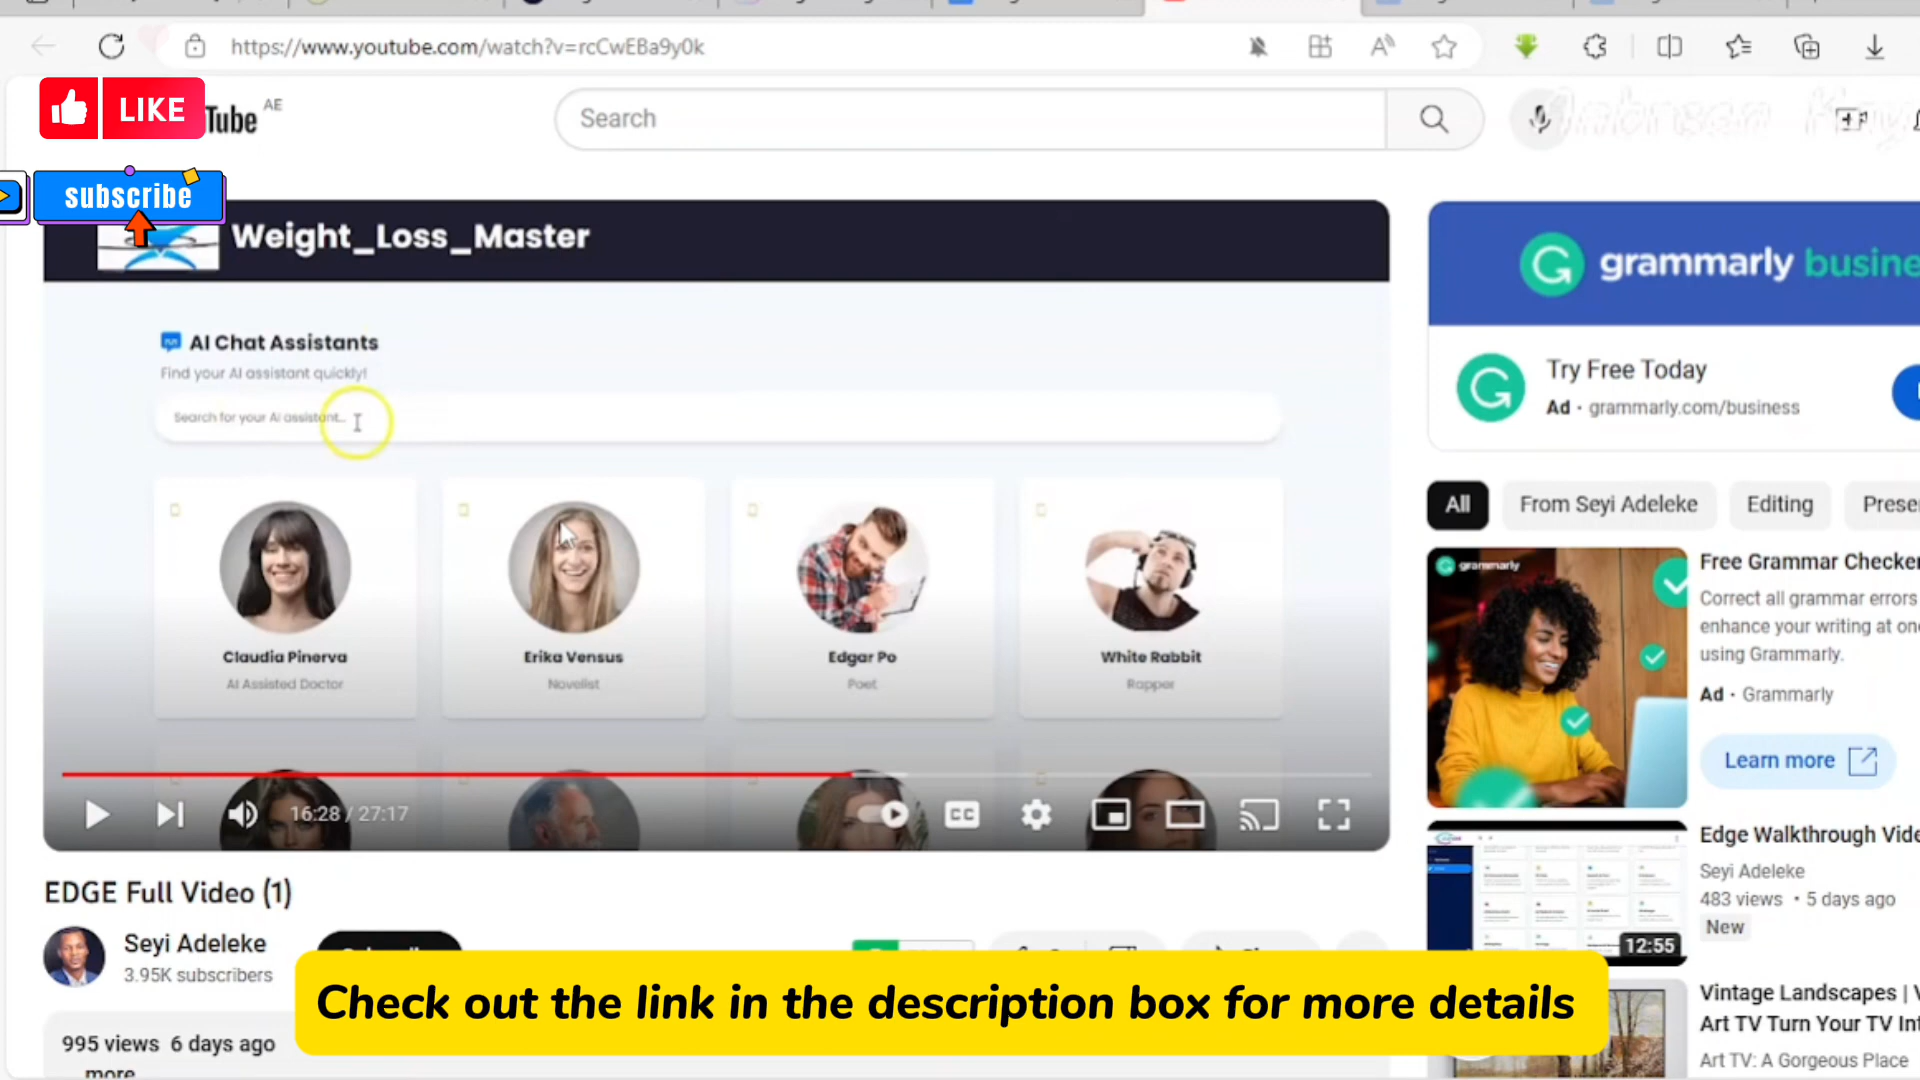 https://www.youtube.com/watch?v=rcCwEBa9y0k
LIKE
Tube AE
Search
subscribe
Weight_Loss_Master
AI Chat Assistants
Find your AI assistant quickly!
Search for your AI assistant...
Claudia Pinerva
AI Assisted Doctor
Erika Vensus
Novelist
Edgar Po
Poet
White Rabbit
Rapper
16:28 / 27:17
CC
EDGE Full Video (1)
Seyi Adeleke
3.95K subscribers
995 views 6 days ago
more
Check out the link in the description box for more details
grammarly busine
Try Free Today
Ad · grammarly.com/business
All
From Seyi Adeleke
Editing
Prese
grammarly
Free Grammar Checker
Correct all grammar errors
enhance your writing at one
using Grammarly.
Ad · Grammarly
Learn more
Edge Walkthrough Vide
Seyi Adeleke
483 views · 5 days ago
New
12:55
Vintage Landscapes | V
Art TV Turn Your TV Int
Art TV: A Gorgeous Place